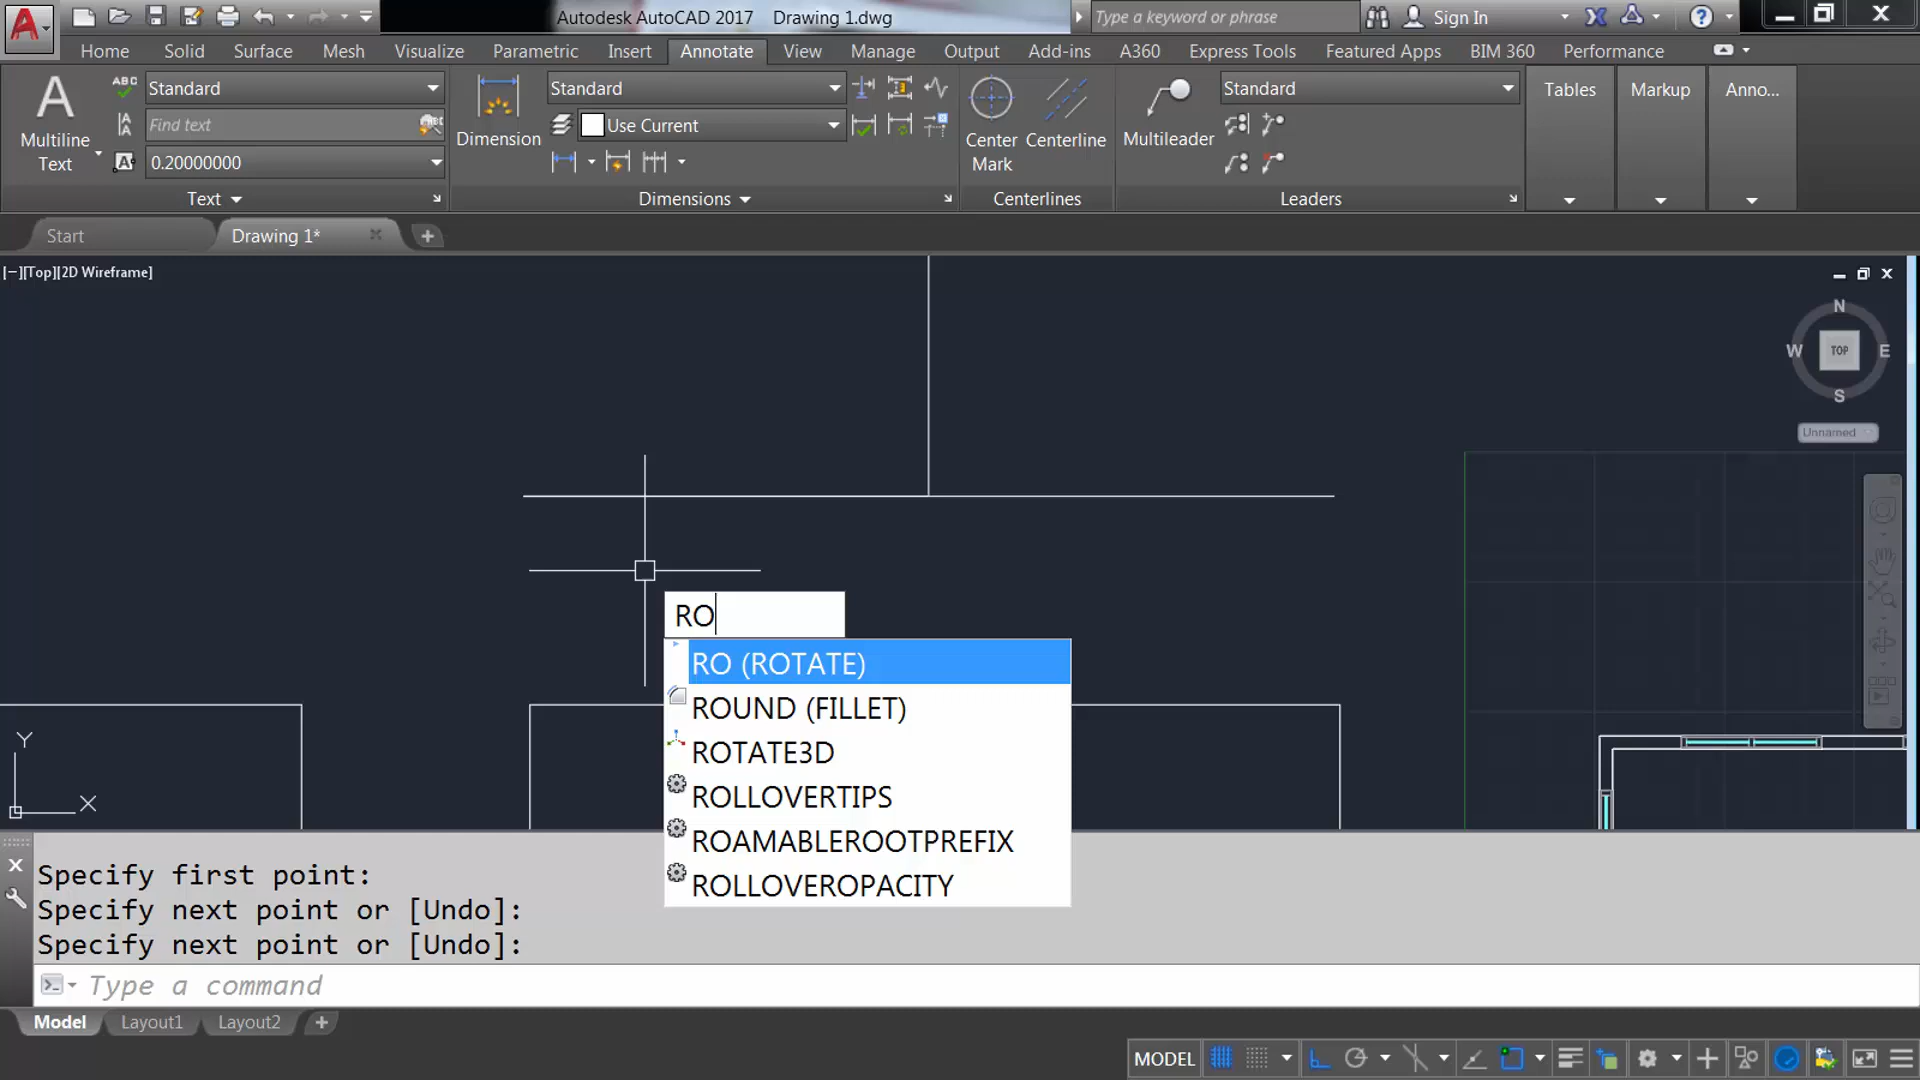 Autodesk AutoCAD 2017 Drawing 1.dwg
Type a keyword or phrase
Sign In
Home Solid Surface Mesh Visualize Parametric Insert Annotate View Manage Output Add-ins A360 Express Tools Featured Apps BIM 360 Performance
A
Multiline Text
ABC
Standard
Find text
0.20000000
Text
Dimension
Standard
Use Current
Dimensions
Center Mark
Centerline
Centerlines
Multileader
Standard
Leaders
Tables
Markup
Anno...
Start
Drawing 1*
[−][Top][2D Wireframe]
N
W
TOP
E
S
Unnamed
RO
RO (ROTATE)
ROUND (FILLET)
ROTATE3D
ROLLOVERTIPS
ROAMABLEROOTPREFIX
ROLLOVEROPACITY
Y
X
Specify first point:
Specify next point or [Undo]:
Specify next point or [Undo]:
Type a command
Model
Layout1
Layout2
MODEL